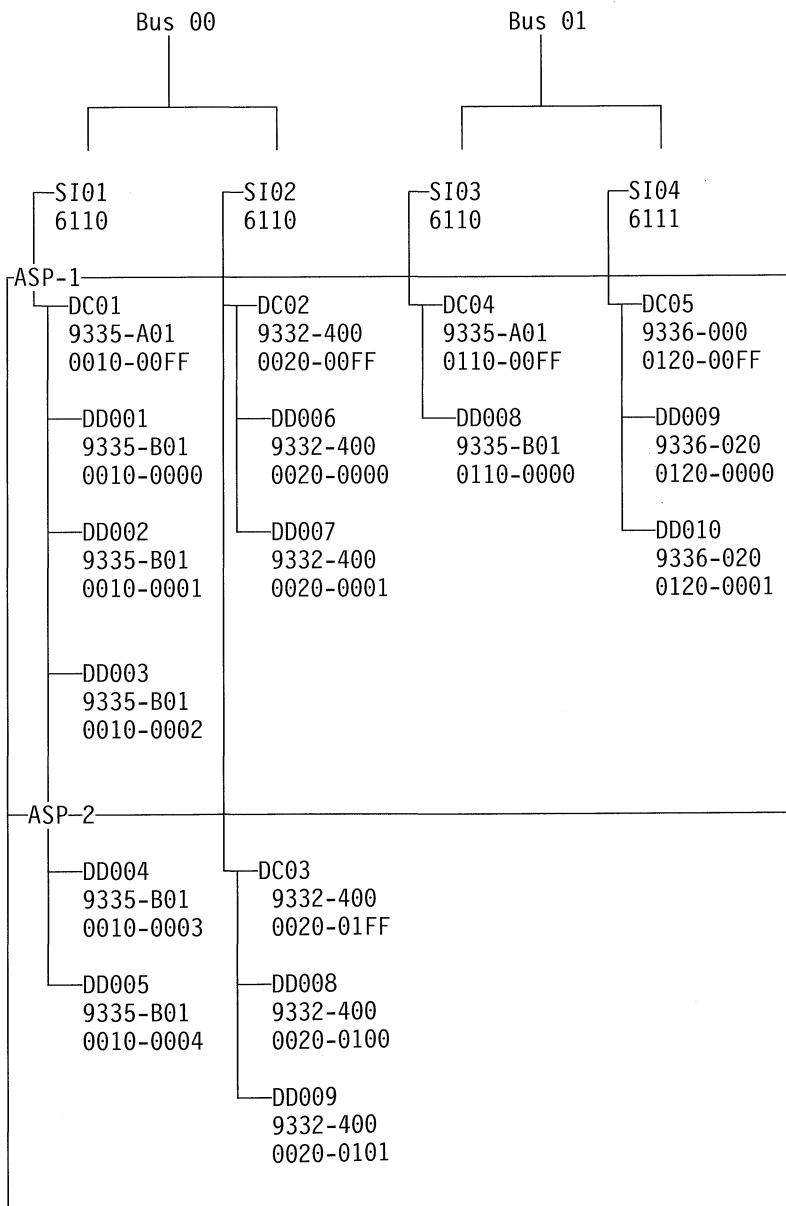 Bus 00 Bus 01
SI01 SI02 SI03 SI04
6110 6110 6110 6111
ASP-1
DC01 DC02 DC04 DC05
9335-A01 9332-400 9335-A01 9336-000
0010-00FF 0020-00FF 0110-00FF 0120-00FF
DD001 DD006 DD008 DD009
9335-B01 9332-400 9335-B01 9336-020
0010-0000 0020-0000 0110-0000 0120-0000
DD002 DD007 DD010
9335-B01 9332-400 9336-020
0010-0001 0020-0001 0120-0001
DD003
9335-B01
0010-0002
ASP-2
DD004 DC03
9335-B01 9332-400
0010-0003 0020-01FF
DD005 DD008
9335-B01 9332-400
0010-0004 0020-0100
DD009
9332-400
0020-0101